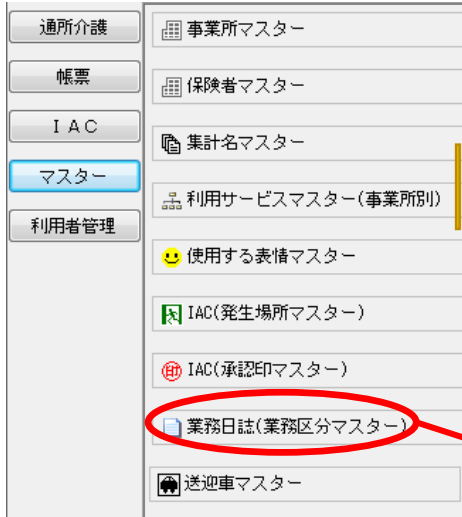 通所介護
帳票
ＩＡＣ
マスター
利用者管理
事業所マスター
保険者マスター
集計名マスター
利用サービスマスター(事業所別)
使用する表情マスター
IAC(発生場所マスター)
印
IAC(承認印マスター)
業務日誌(業務区分マスター)
送迎車マスター